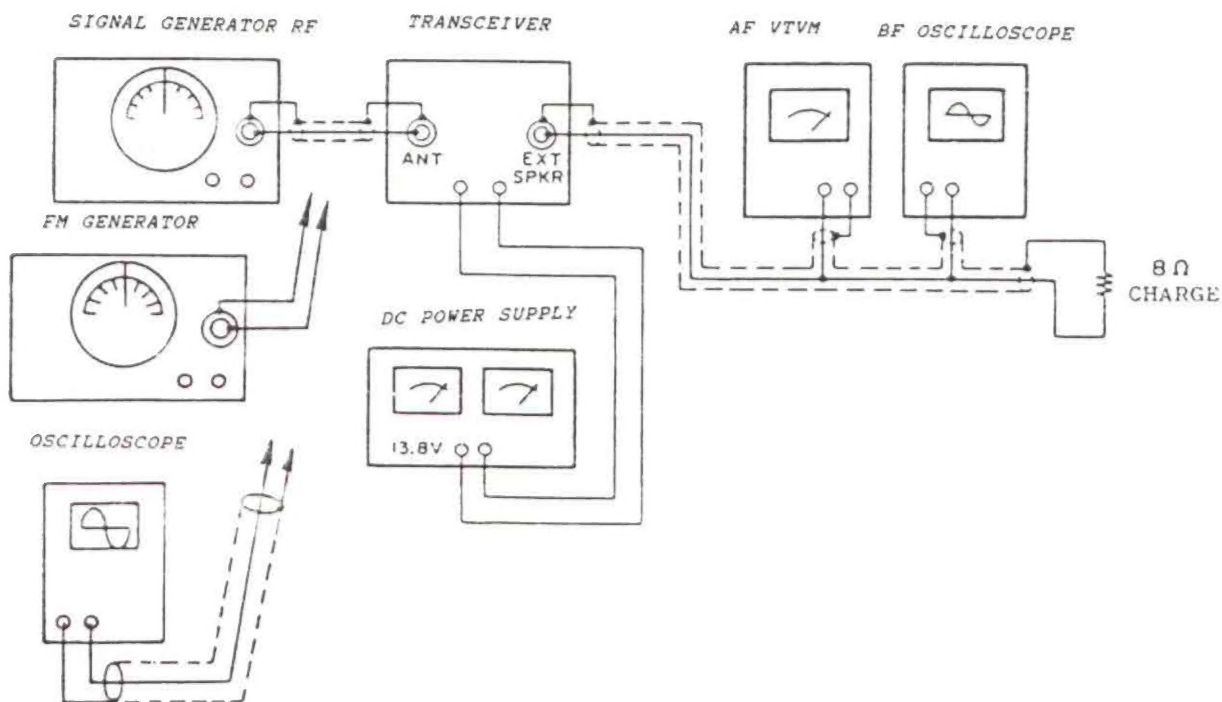 SIGNAL GENERATOR RF
TRANSCEIVER
AF VTVM
BF OSCILLOSCOPE
ANT
EXT
SPKR
FM GENERATOR
8Ω
CHARGE
DC POWER SUPPLY
13.8V
OSCILLOSCOPE